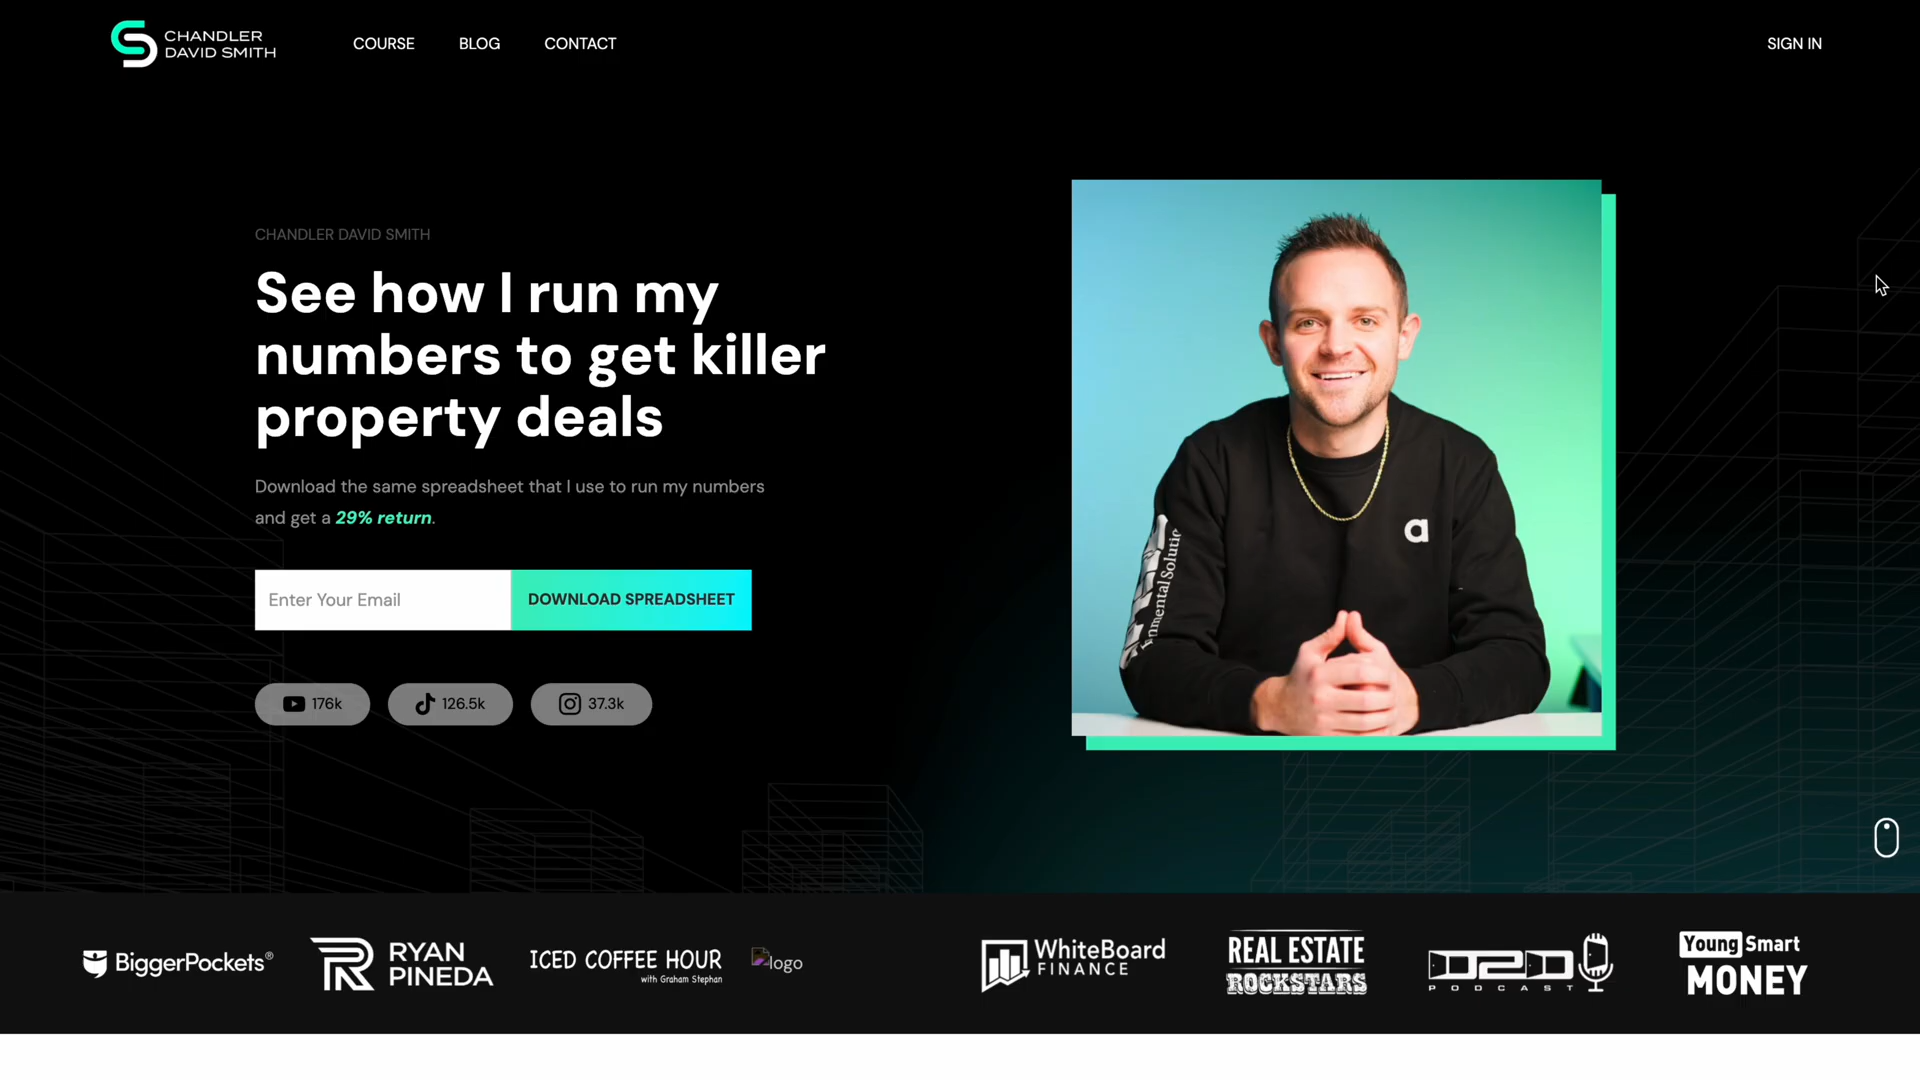 CHANDLER
DAVID SMITH
COURSE
BLOG
CONTACT
SIGN IN
CHANDLER DAVID SMITH
See how I run my
numbers to get killer
property deals
Download the same spreadsheet that I use to run my numbers
and get a 29% return.
Enter Your Email
DOWNLOAD SPREADSHEET
176k
126.5k
37.3k
a
BiggerPockets®
RYAN
PINEDA
ICED COFFEE HOUR
with Graham Stephan
logo
WhiteBoard
FINANCE
REAL ESTATE
ROCKSTARS
D2D
PODCAST
Young Smart
MONEY